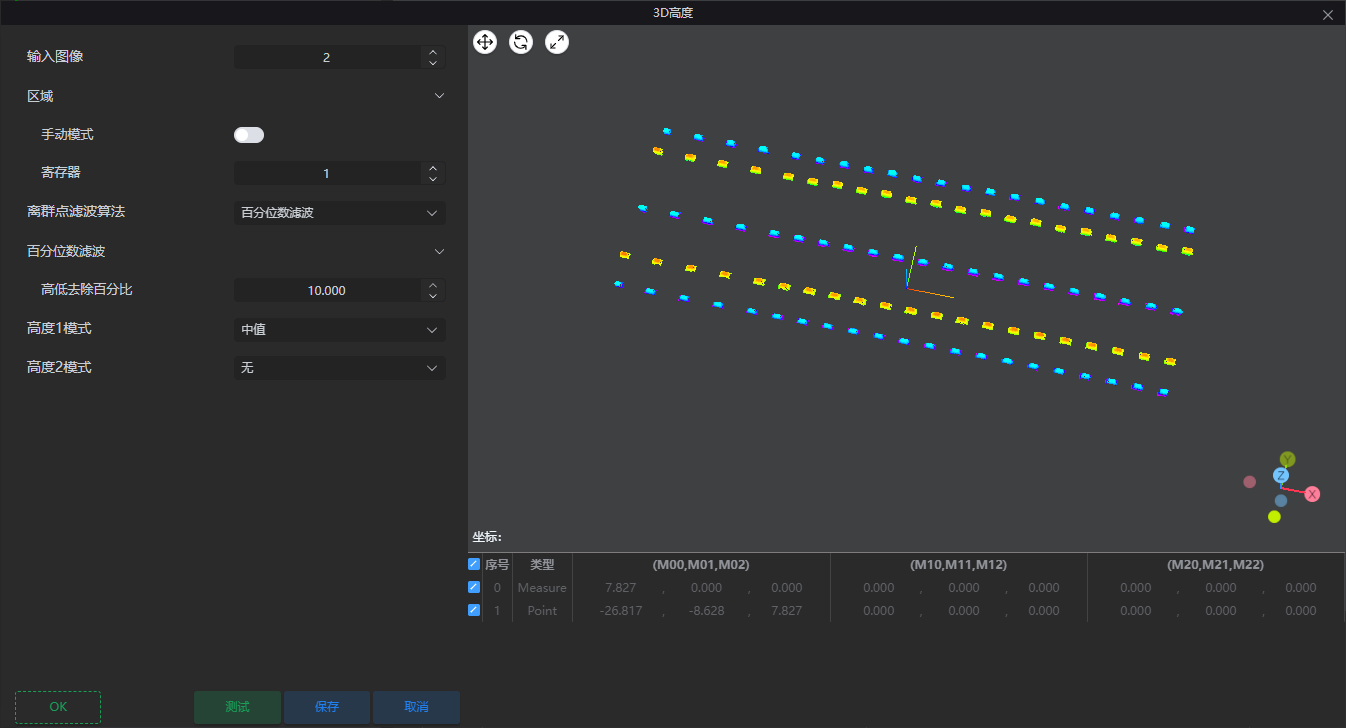 3D高度
输入图像 2
区域
手动模式
寄存器 1
离群点滤波算法 百分位数滤波
百分位数滤波
高低去除百分比 10.000
高度1模式 中值
高度2模式 无
Y
Z
X
坐标:
序号 类型 (M00,M01,M02) (M10,M11,M12) (M20,M21,M22)
0 Measure 7.827 , 0.000 , 0.000 0.000 , 0.000 , 0.000 0.000 , 0.000 , 0.000
1 Point -26.817 , -8.628 , 7.827 0.000 , 0.000 , 0.000 0.000 , 0.000 , 0.000
OK 测试 保存 取消